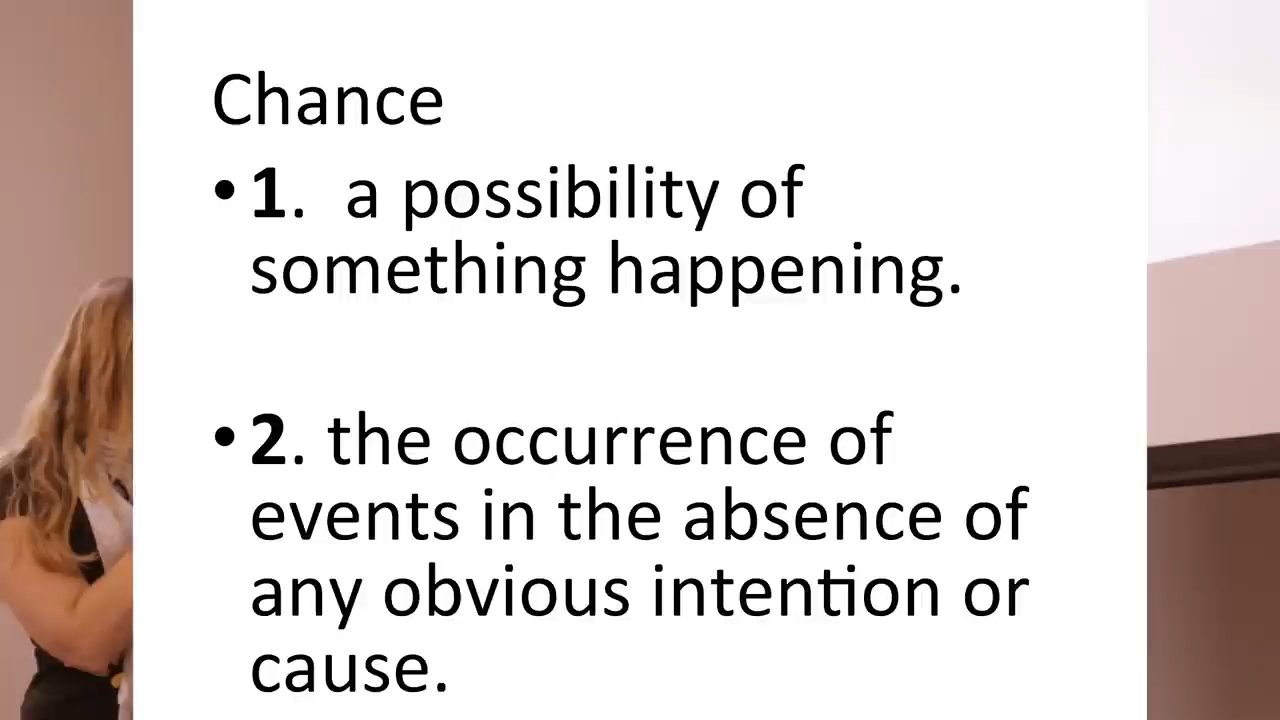 Chance
• 1.  a possibility of
something happening.
• 2. the occurrence of
events in the absence of
any obvious intention or
cause.